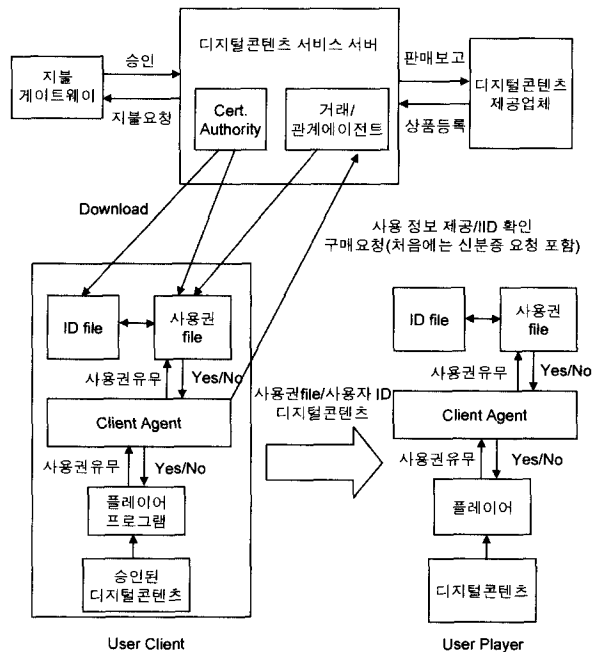 디지털콘텐츠 서비스 서버
지불
게이트웨이
승인
지불요청
Cert.
Authority
거래/
관계에이전트
판매보고
상품등록
디지털콘텐츠
제공업체
Download
사용 정보 제공/IID 확인
구매요청(처음에는 신분증 요청 포함)
ID file
사용권
file
사용권유무
Yes/No
Client Agent
사용권유무
Yes/No
플레이어
프로그램
승인된
디지털콘텐츠
User Client
사용권file/사용자 ID
디지털콘텐츠
ID file
사용권
file
사용권유무
Yes/No
Client Agent
사용권유무
Yes/No
플레이어
디지털콘텐츠
User Player